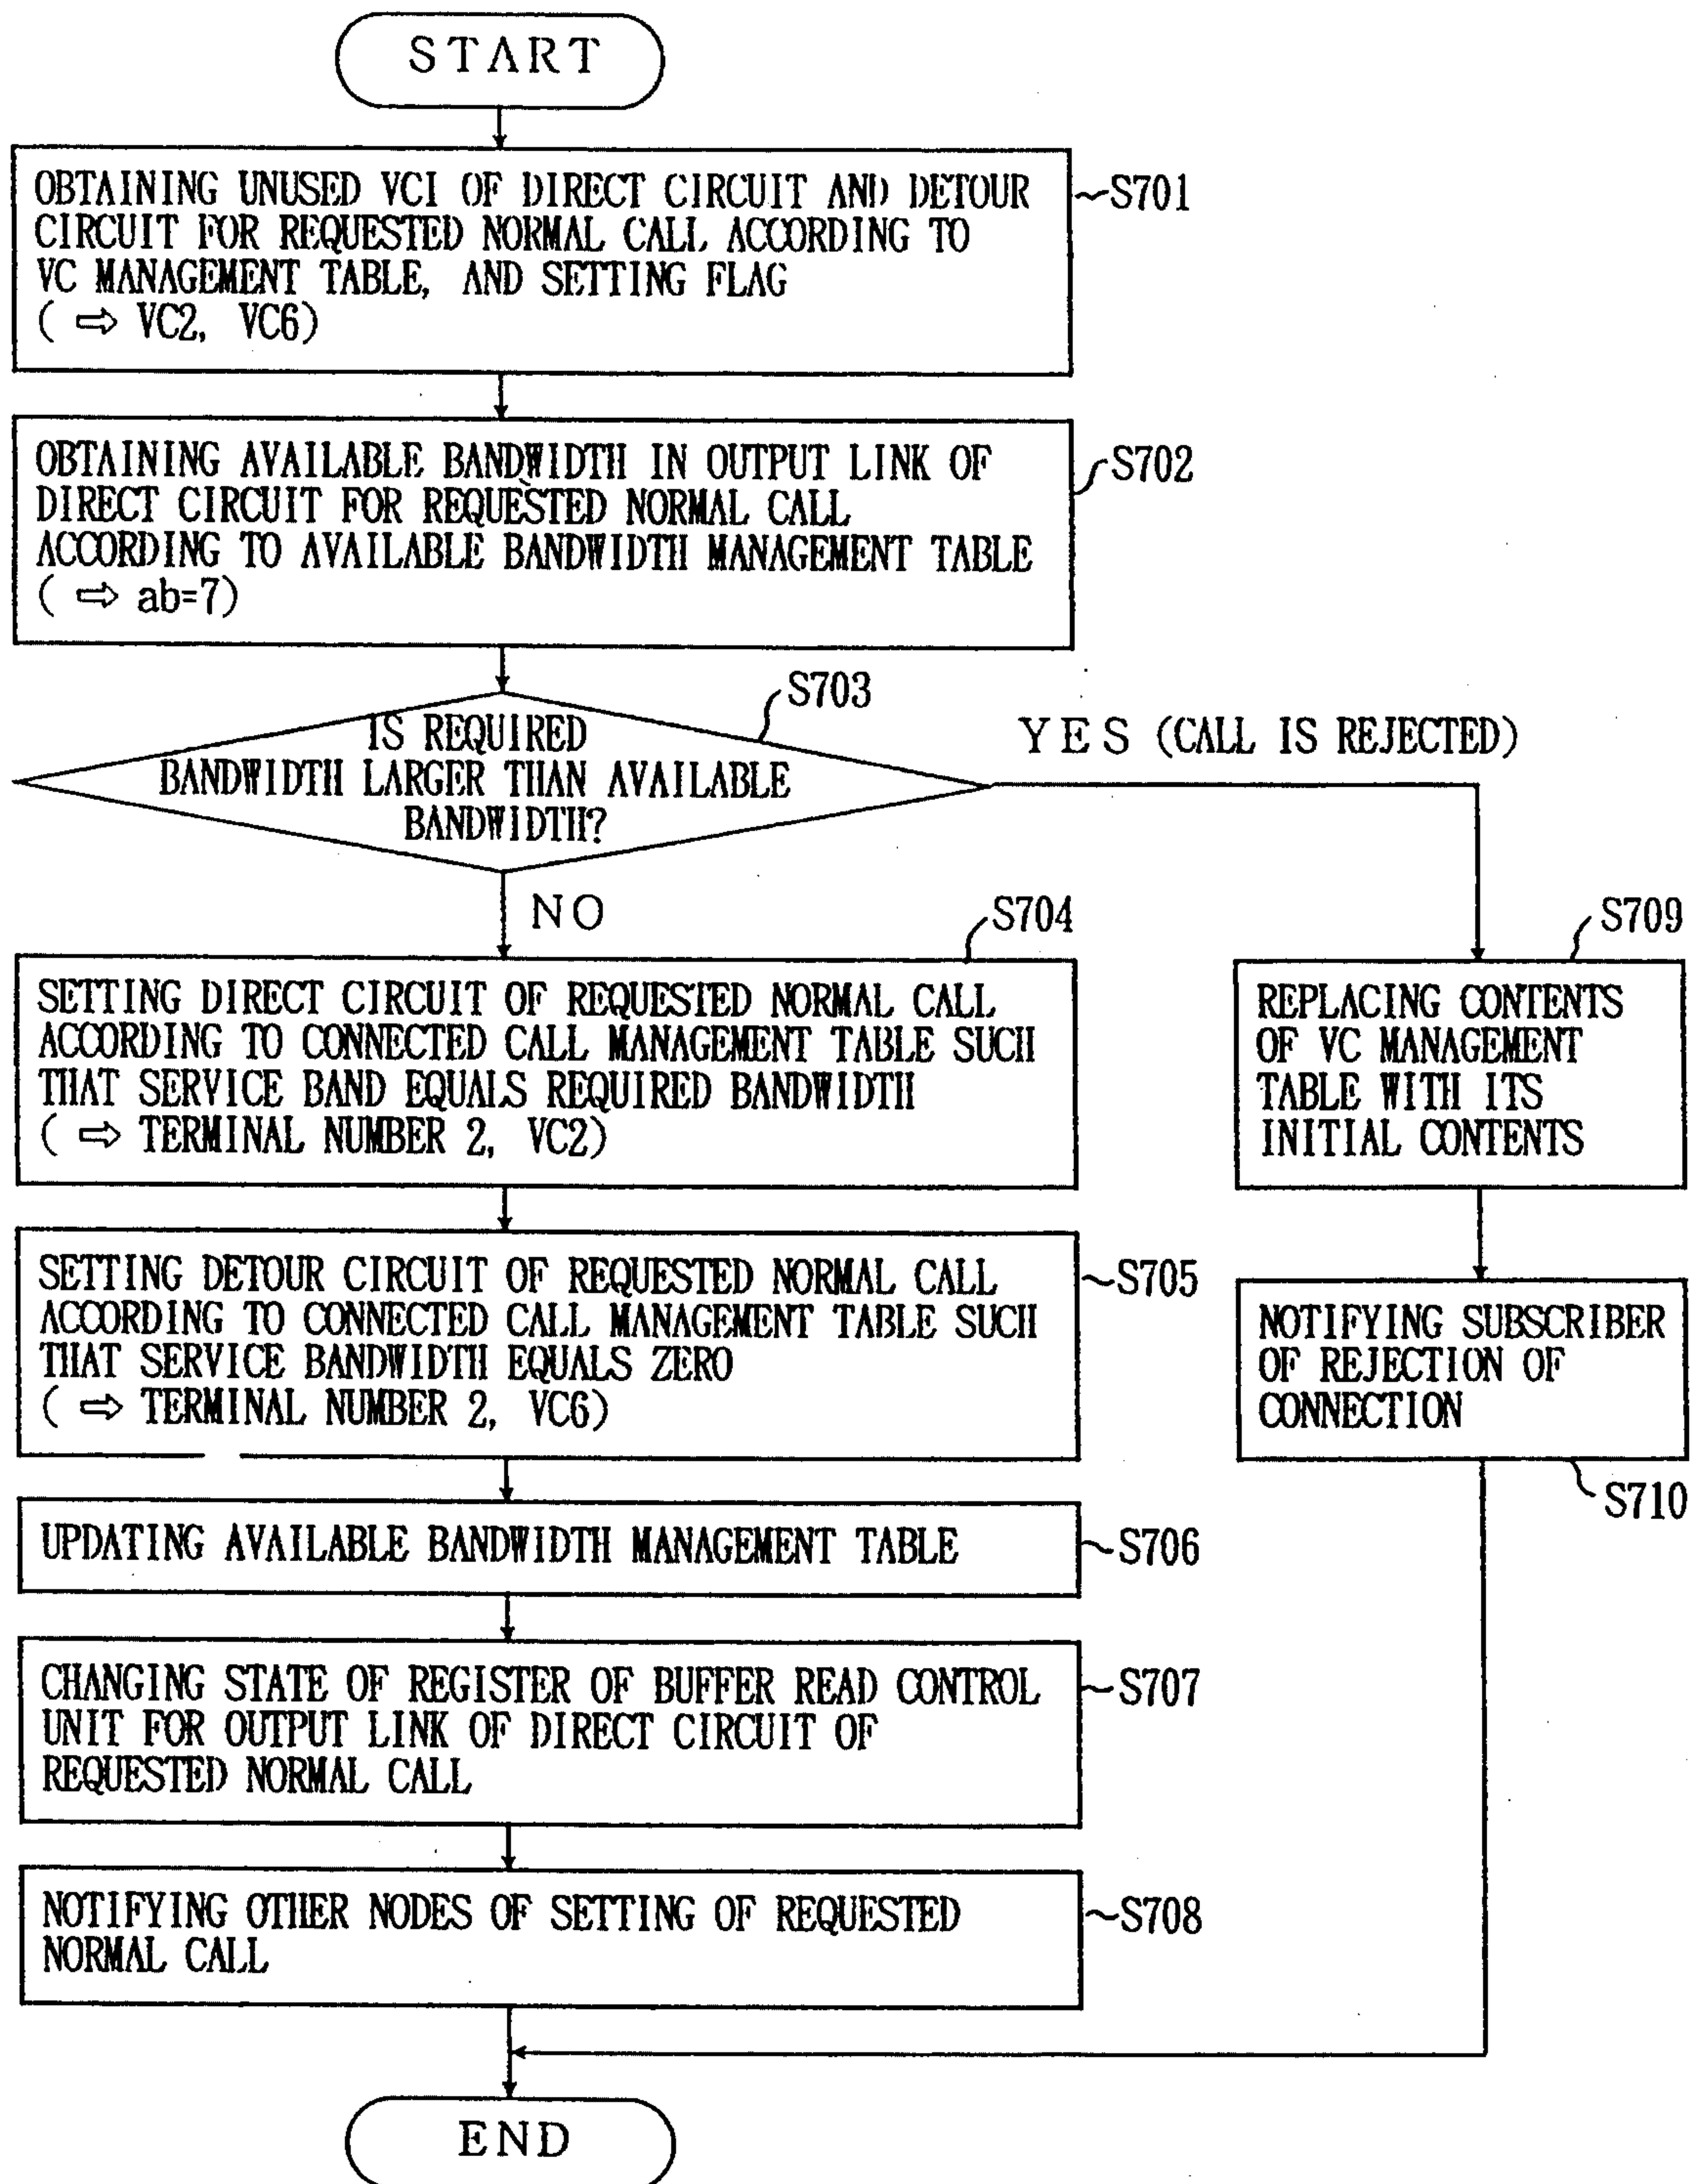 START
OBTAINING UNUSED VCI OF DIRECT CIRCUIT AND DETOUR
CIRCUIT FOR REQUESTED NORMAL CALL ACCORDING TO
VC MANAGEMENT TABLE, AND SETTING FLAG
( ⇨ VC2, VC6)
S701
OBTAINING AVAILABLE BANDWIDTH IN OUTPUT LINK OF
DIRECT CIRCUIT FOR REQUESTED NORMAL CALL
ACCORDING TO AVAILABLE BANDWIDTH MANAGEMENT TABLE
( ⇨ ab=7)
S702
IS REQUIRED
BANDWIDTH LARGER THAN AVAILABLE
BANDWIDTH?
S703
YES (CALL IS REJECTED)
NO
SETTING DIRECT CIRCUIT OF REQUESTED NORMAL CALL
ACCORDING TO CONNECTED CALL MANAGEMENT TABLE SUCH
THAT SERVICE BAND EQUALS REQUIRED BANDWIDTH
( ⇨ TERMINAL NUMBER 2, VC2)
S704
REPLACING CONTENTS
OF VC MANAGEMENT
TABLE WITH ITS
INITIAL CONTENTS
S709
SETTING DETOUR CIRCUIT OF REQUESTED NORMAL CALL
ACCORDING TO CONNECTED CALL MANAGEMENT TABLE SUCH
THAT SERVICE BANDWIDTH EQUALS ZERO
( ⇨ TERMINAL NUMBER 2, VC6)
S705
NOTIFYING SUBSCRIBER
OF REJECTION OF
CONNECTION
S710
UPDATING AVAILABLE BANDWIDTH MANAGEMENT TABLE
S706
CHANGING STATE OF REGISTER OF BUFFER READ CONTROL
UNIT FOR OUTPUT LINK OF DIRECT CIRCUIT OF
REQUESTED NORMAL CALL
S707
NOTIFYING OTHER NODES OF SETTING OF REQUESTED
NORMAL CALL
S708
END